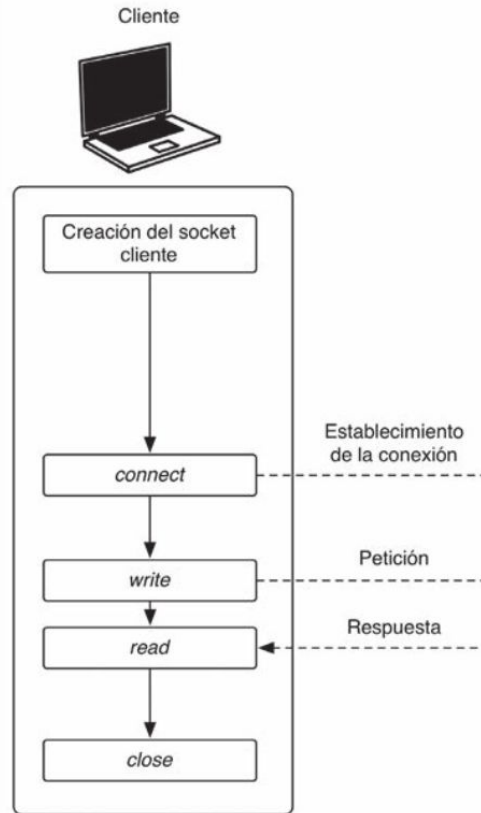 Cliente
Creación del socket
cliente
Establecimiento
de la conexión
connect
Petición
write
Respuesta
read
close